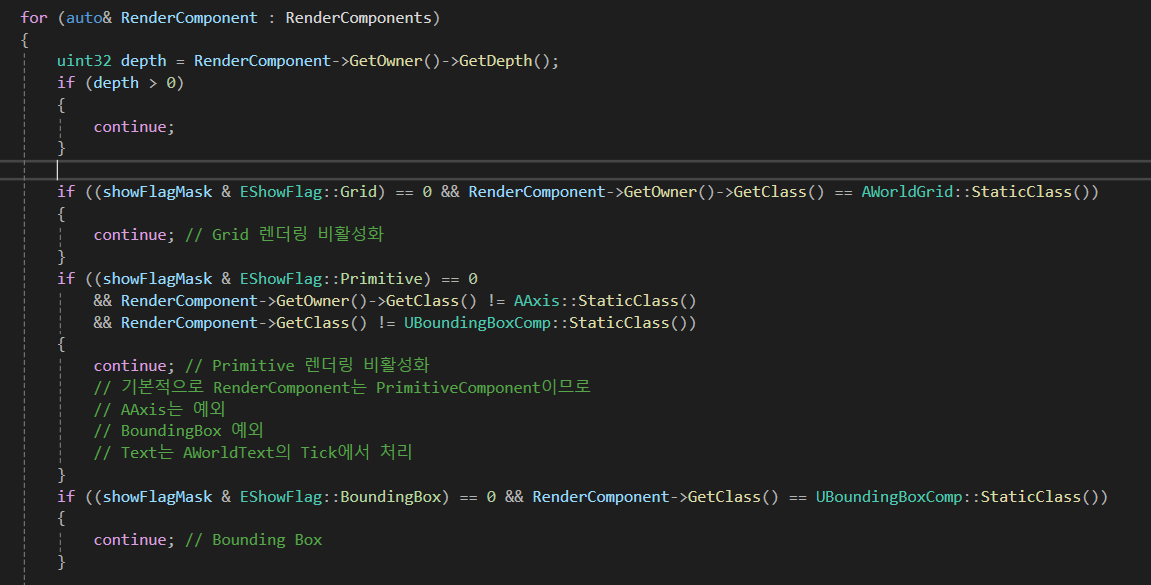 for (auto& RenderComponent : RenderComponents)
{
    uint32 depth = RenderComponent->GetOwner()->GetDepth();
    if (depth > 0)
    {
        continue;
    }
    if ((showFlagMask & EShowFlag::Grid) == 0 && RenderComponent->GetOwner()->GetClass() == AWorldGrid::StaticClass())
    {
        continue; // Grid 렌더링 비활성화
    }
    if ((showFlagMask & EShowFlag::Primitive) == 0
        && RenderComponent->GetOwner()->GetClass() != AAxis::StaticClass()
        && RenderComponent->GetClass() != UBoundingBoxComp::StaticClass())
    {
        continue; // Primitive 렌더링 비활성화
        // 기본적으로 RenderComponent는 PrimitiveComponent이므로
        // AAxis는 예외
        // BoundingBox 예외
        // Text는 AWorldText의 Tick에서 처리
    }
    if ((showFlagMask & EShowFlag::BoundingBox) == 0 && RenderComponent->GetClass() == UBoundingBoxComp::StaticClass())
    {
        continue; // Bounding Box
    }